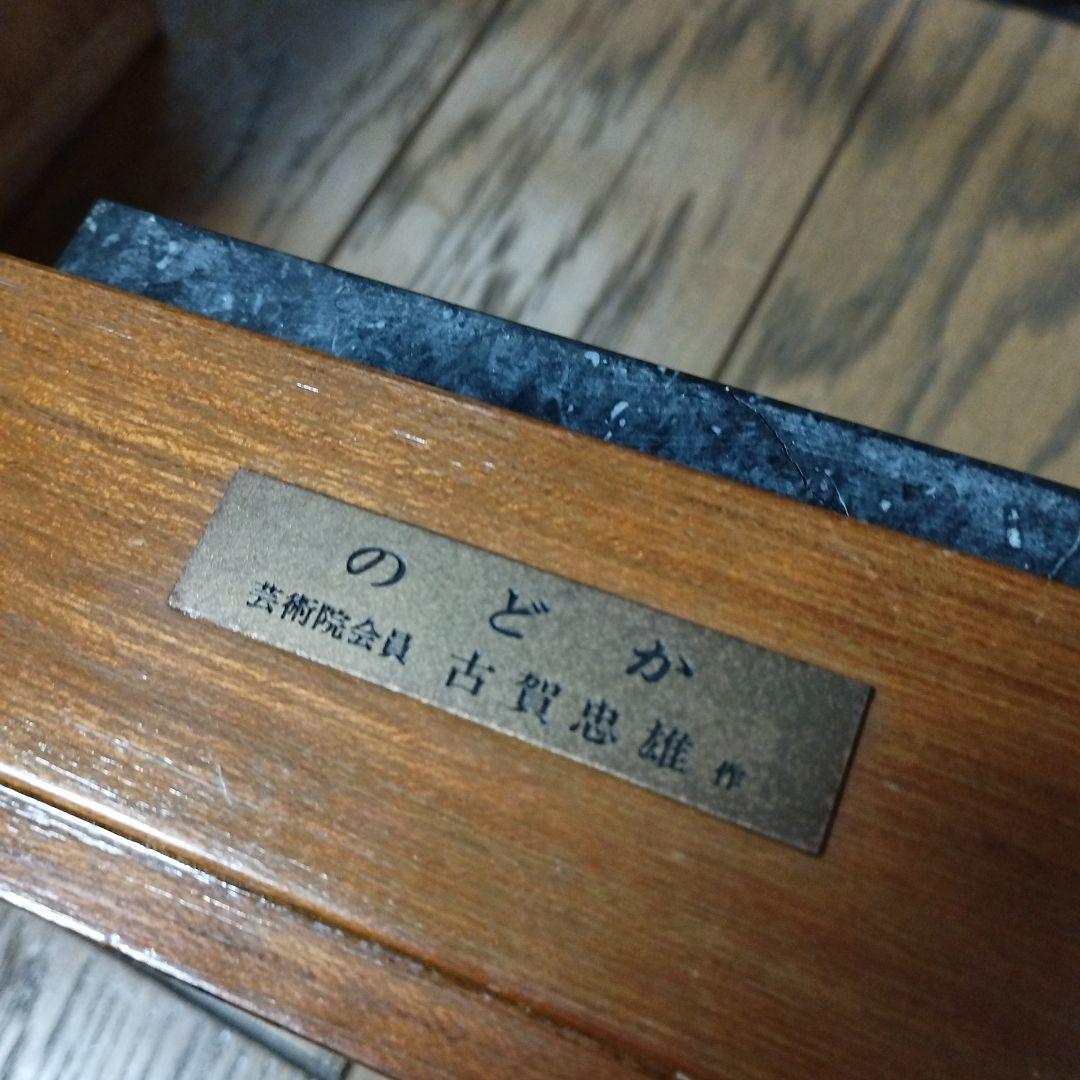 のどか
芸術院会員 古賀忠雄 作